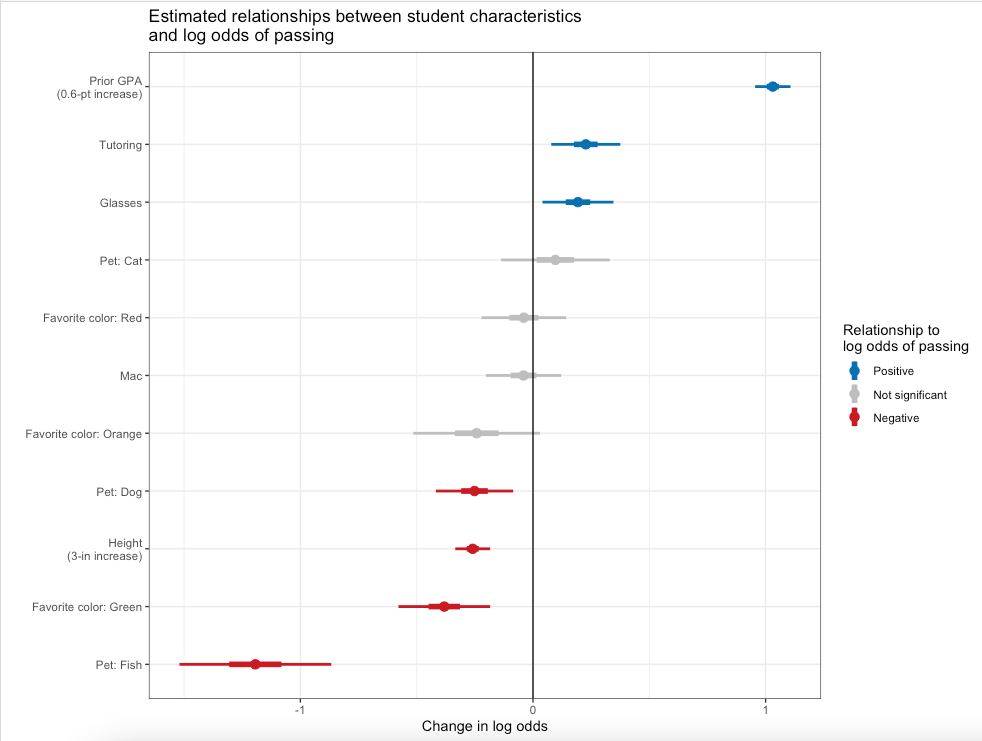 Estimated relationships between student characteristics
and log odds of passing
Prior GPA
(0.6-pt increase)
Tutoring
Glasses
Pet: Cat
Favorite color: Red
Mac
Favorite color: Orange
Pet: Dog
Height
(3-in increase)
Favorite color: Green
Pet: Fish
-1
0
1
Change in log odds
Relationship to
log odds of passing
Positive
Not significant
Negative